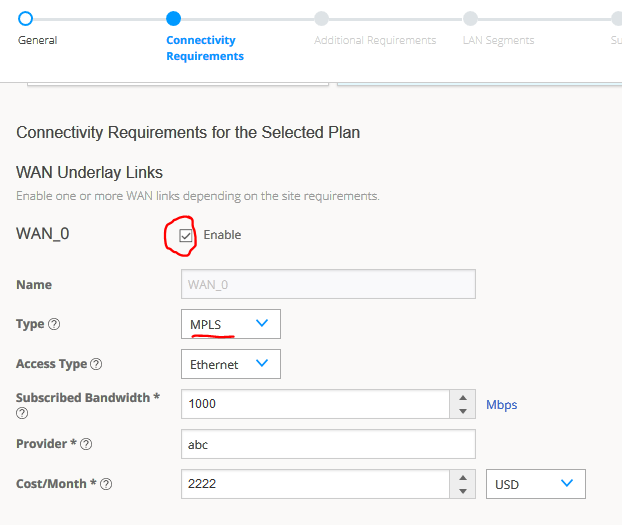 General
Connectivity
Requirements
Additional Requirements
LAN Segments
Su
Connectivity Requirements for the Selected Plan
WAN Underlay Links
Enable one or more WAN links depending on the site requirements.
WAN_0
Enable
Name
WAN_0
Type ?
MPLS
Access Type ?
Ethernet
Subscribed Bandwidth *
?
1000
Mbps
Provider * ?
abc
Cost/Month * ?
2222
USD